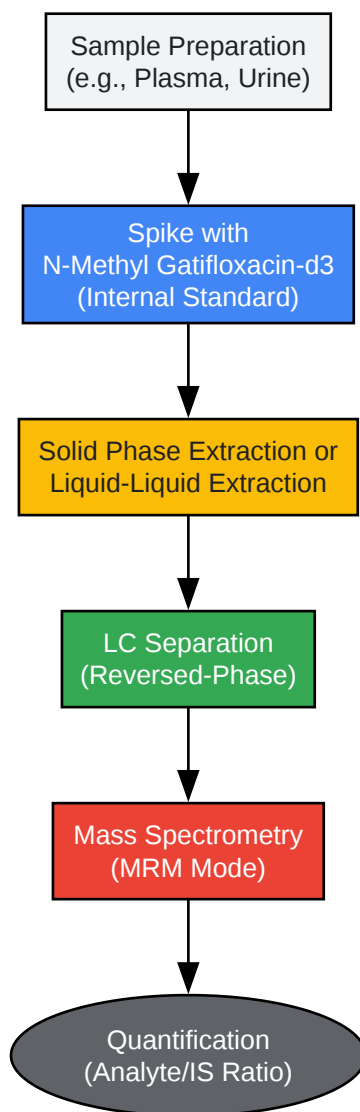 Sample Preparation
(e.g., Plasma, Urine)
Spike with
N-Methyl Gatifloxacin-d3
(Internal Standard)
Solid Phase Extraction or
Liquid-Liquid Extraction
LC Separation
(Reversed-Phase)
Mass Spectrometry
(MRM Mode)
Quantification
(Analyte/IS Ratio)